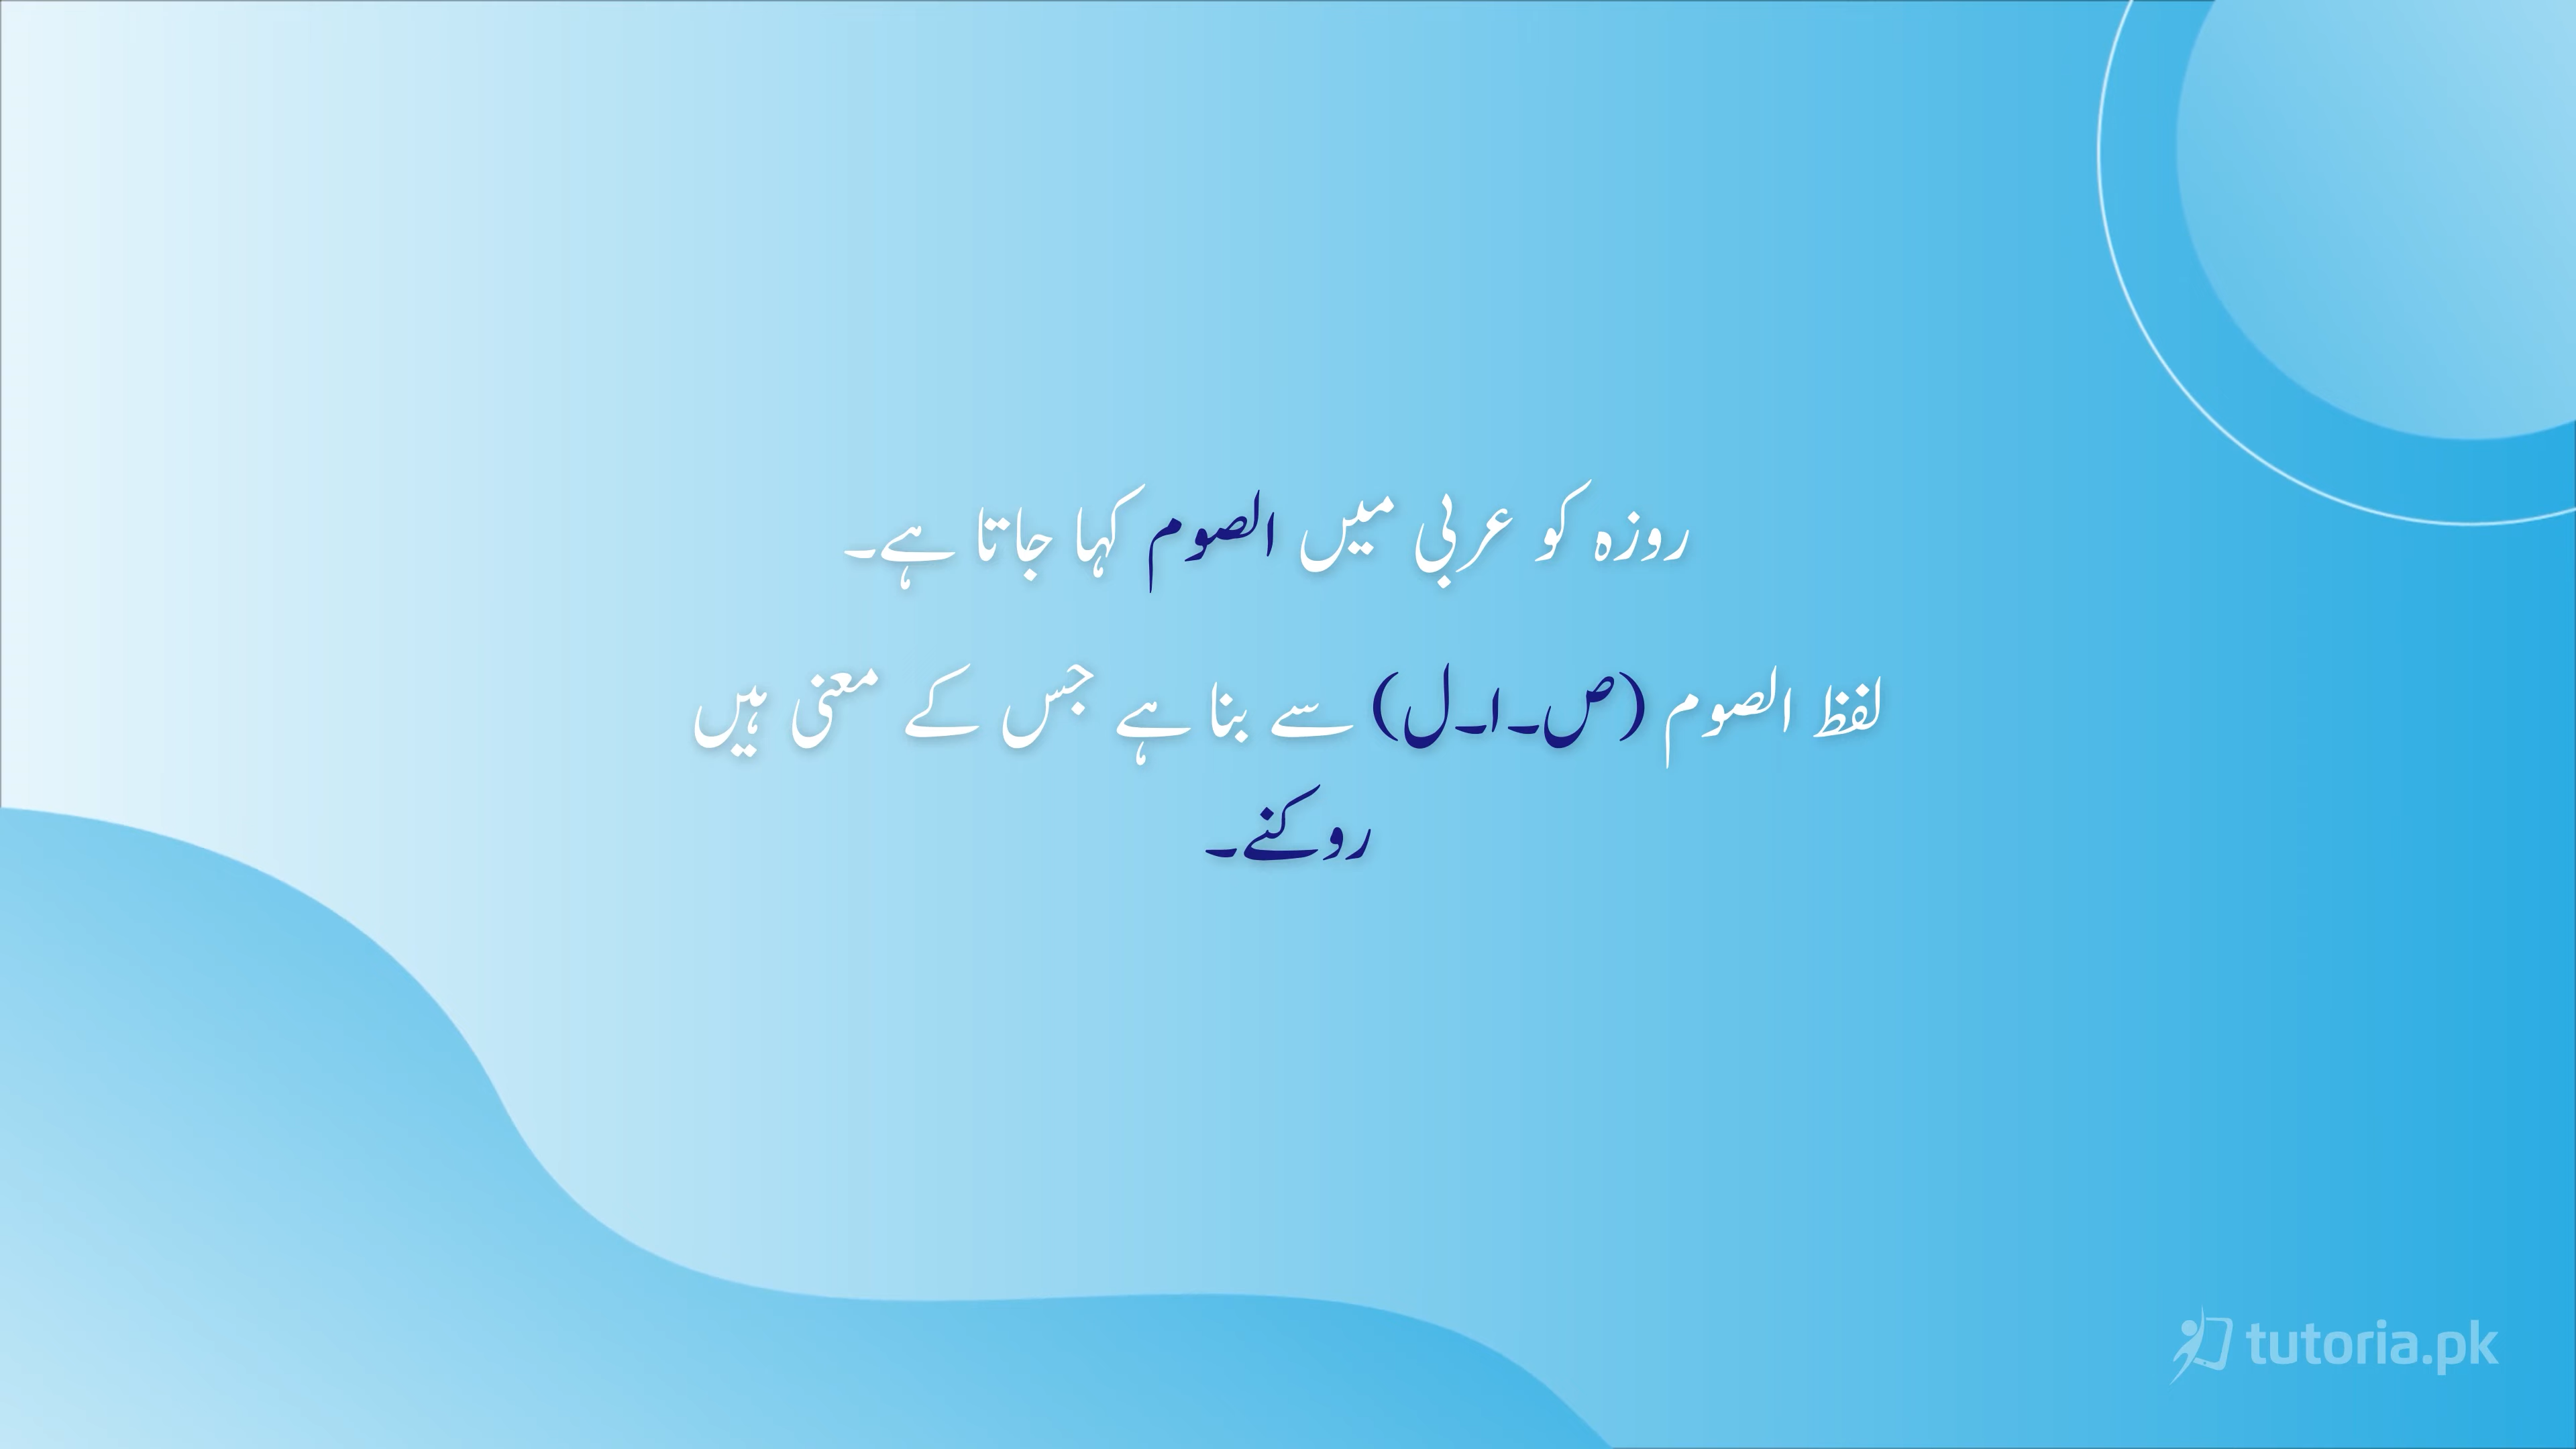 روزہ کو عربی میں الصوم کہا جاتا ہے۔
لفظ الصوم (ص۔ا۔ل) سے بنا ہے جس کے معنی ہیں
روکنے۔
tutoria.pk